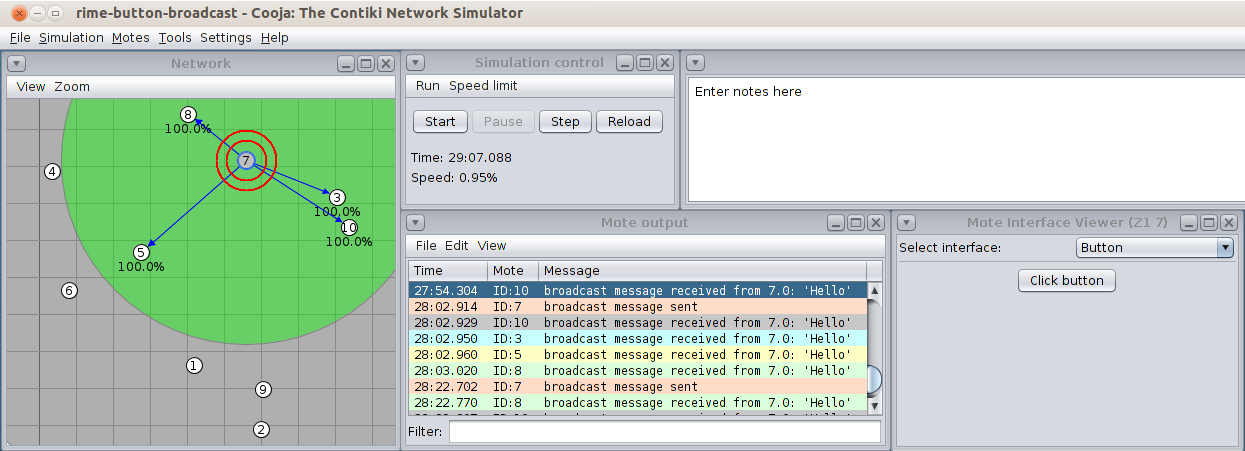 rime-button-broadcast - Cooja: The Contiki Network Simulator
File Simulation Motes Tools Settings Help
Network
View Zoom
8
100.0%
7
4
3
100.0%
10
100.0%
5
100.0%
6
1
9
2
Simulation control
Run Speed limit
Start Pause Step Reload
Time: 29:07.088
Speed: 0.95%
Enter notes here
Mote output
File Edit View
Time Mote Message
27:54.304 ID:10 broadcast message received from 7.0: 'Hello'
28:02.914 ID:7 broadcast message sent
28:02.929 ID:10 broadcast message received from 7.0: 'Hello'
28:02.950 ID:3 broadcast message received from 7.0: 'Hello'
28:02.960 ID:5 broadcast message received from 7.0: 'Hello'
28:03.020 ID:8 broadcast message received from 7.0: 'Hello'
28:22.702 ID:7 broadcast message sent
28:22.770 ID:8 broadcast message received from 7.0: 'Hello'
Filter:
Mote Interface Viewer (Z1 7)
Select interface: Button
Click button